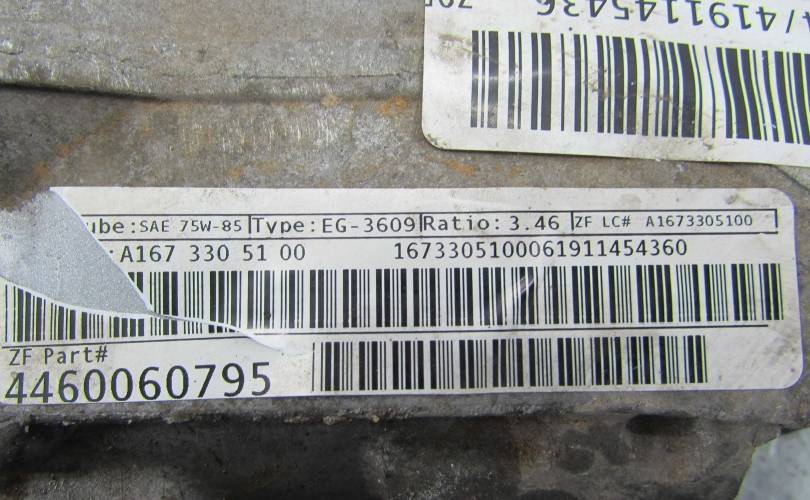 4191145436
ube:SAE 75W-85 Type:EG-3609 Ratio: 3.46 ZF LC# A1673305100
:A167 330 51 00 1673305100061911454360
ZF Part#
4460060795